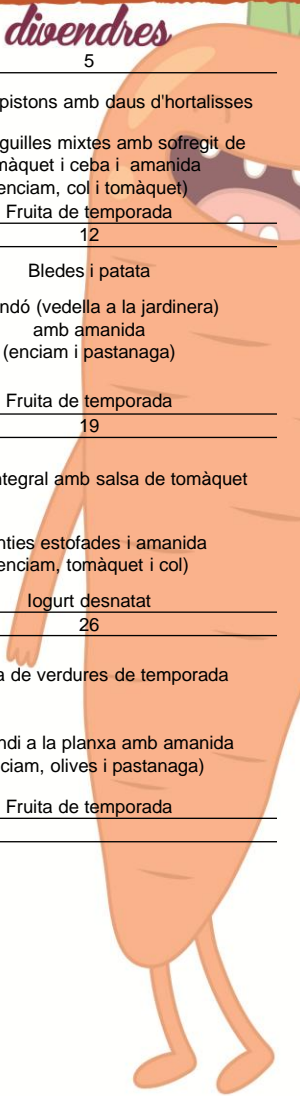 divendres
5
pistons amb daus d'hortalisses
guilles mixtes amb sofregit de
màquet i ceba i amanida
enciam, col i tomàquet)
Fruita de temporada
12
Bledes i patata
ndó (vedella a la jardinera)
amb amanida
(enciam i pastanaga)
Fruita de temporada
19
ntegral amb salsa de tomàquet
nties estofades i amanida
enciam, tomàquet i col)
Iogurt desnatat
26
a de verdures de temporada
ndi a la planxa amb amanida
ciam, olives i pastanaga)
Fruita de temporada